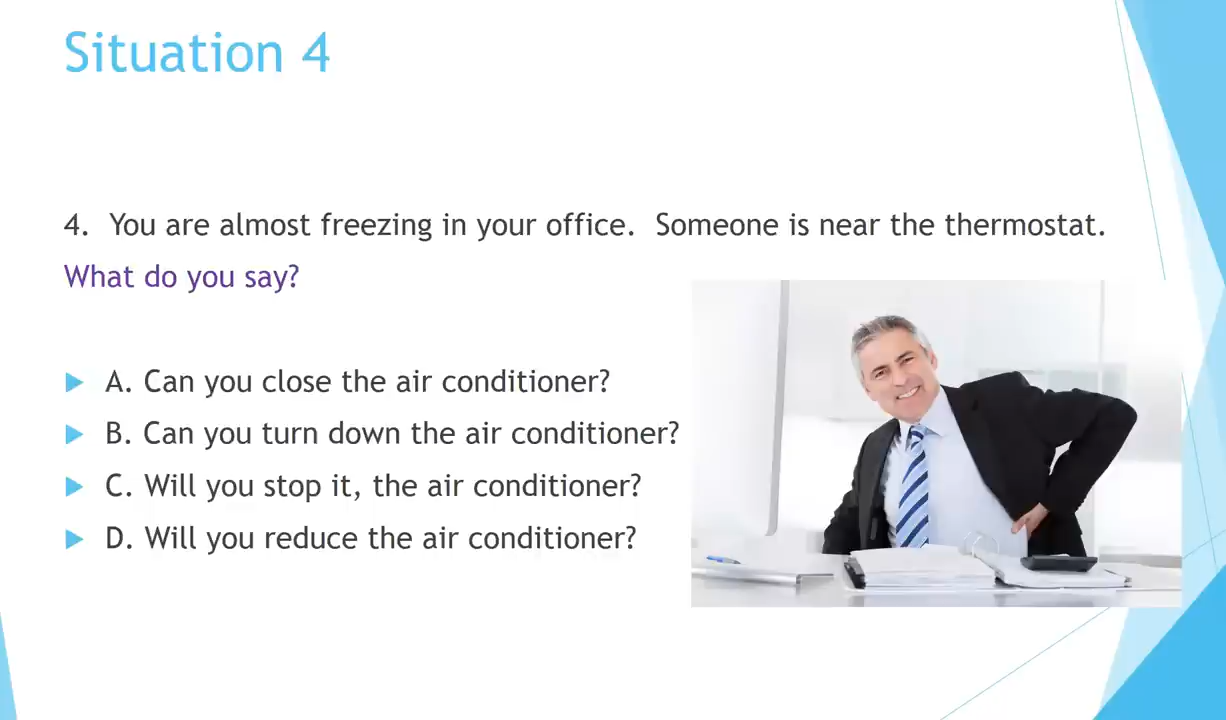 Situation 4
4.  You are almost freezing in your office.  Someone is near the thermostat.
What do you say?
A. Can you close the air conditioner?
B. Can you turn down the air conditioner?
C. Will you stop it, the air conditioner?
D. Will you reduce the air conditioner?